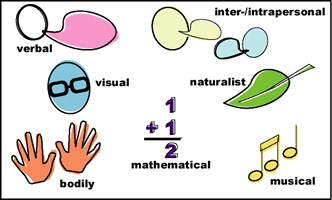 inter-/intrapersonal
verbal
visual
naturalist
1
+ 1
2
mathematical
bodily
musical